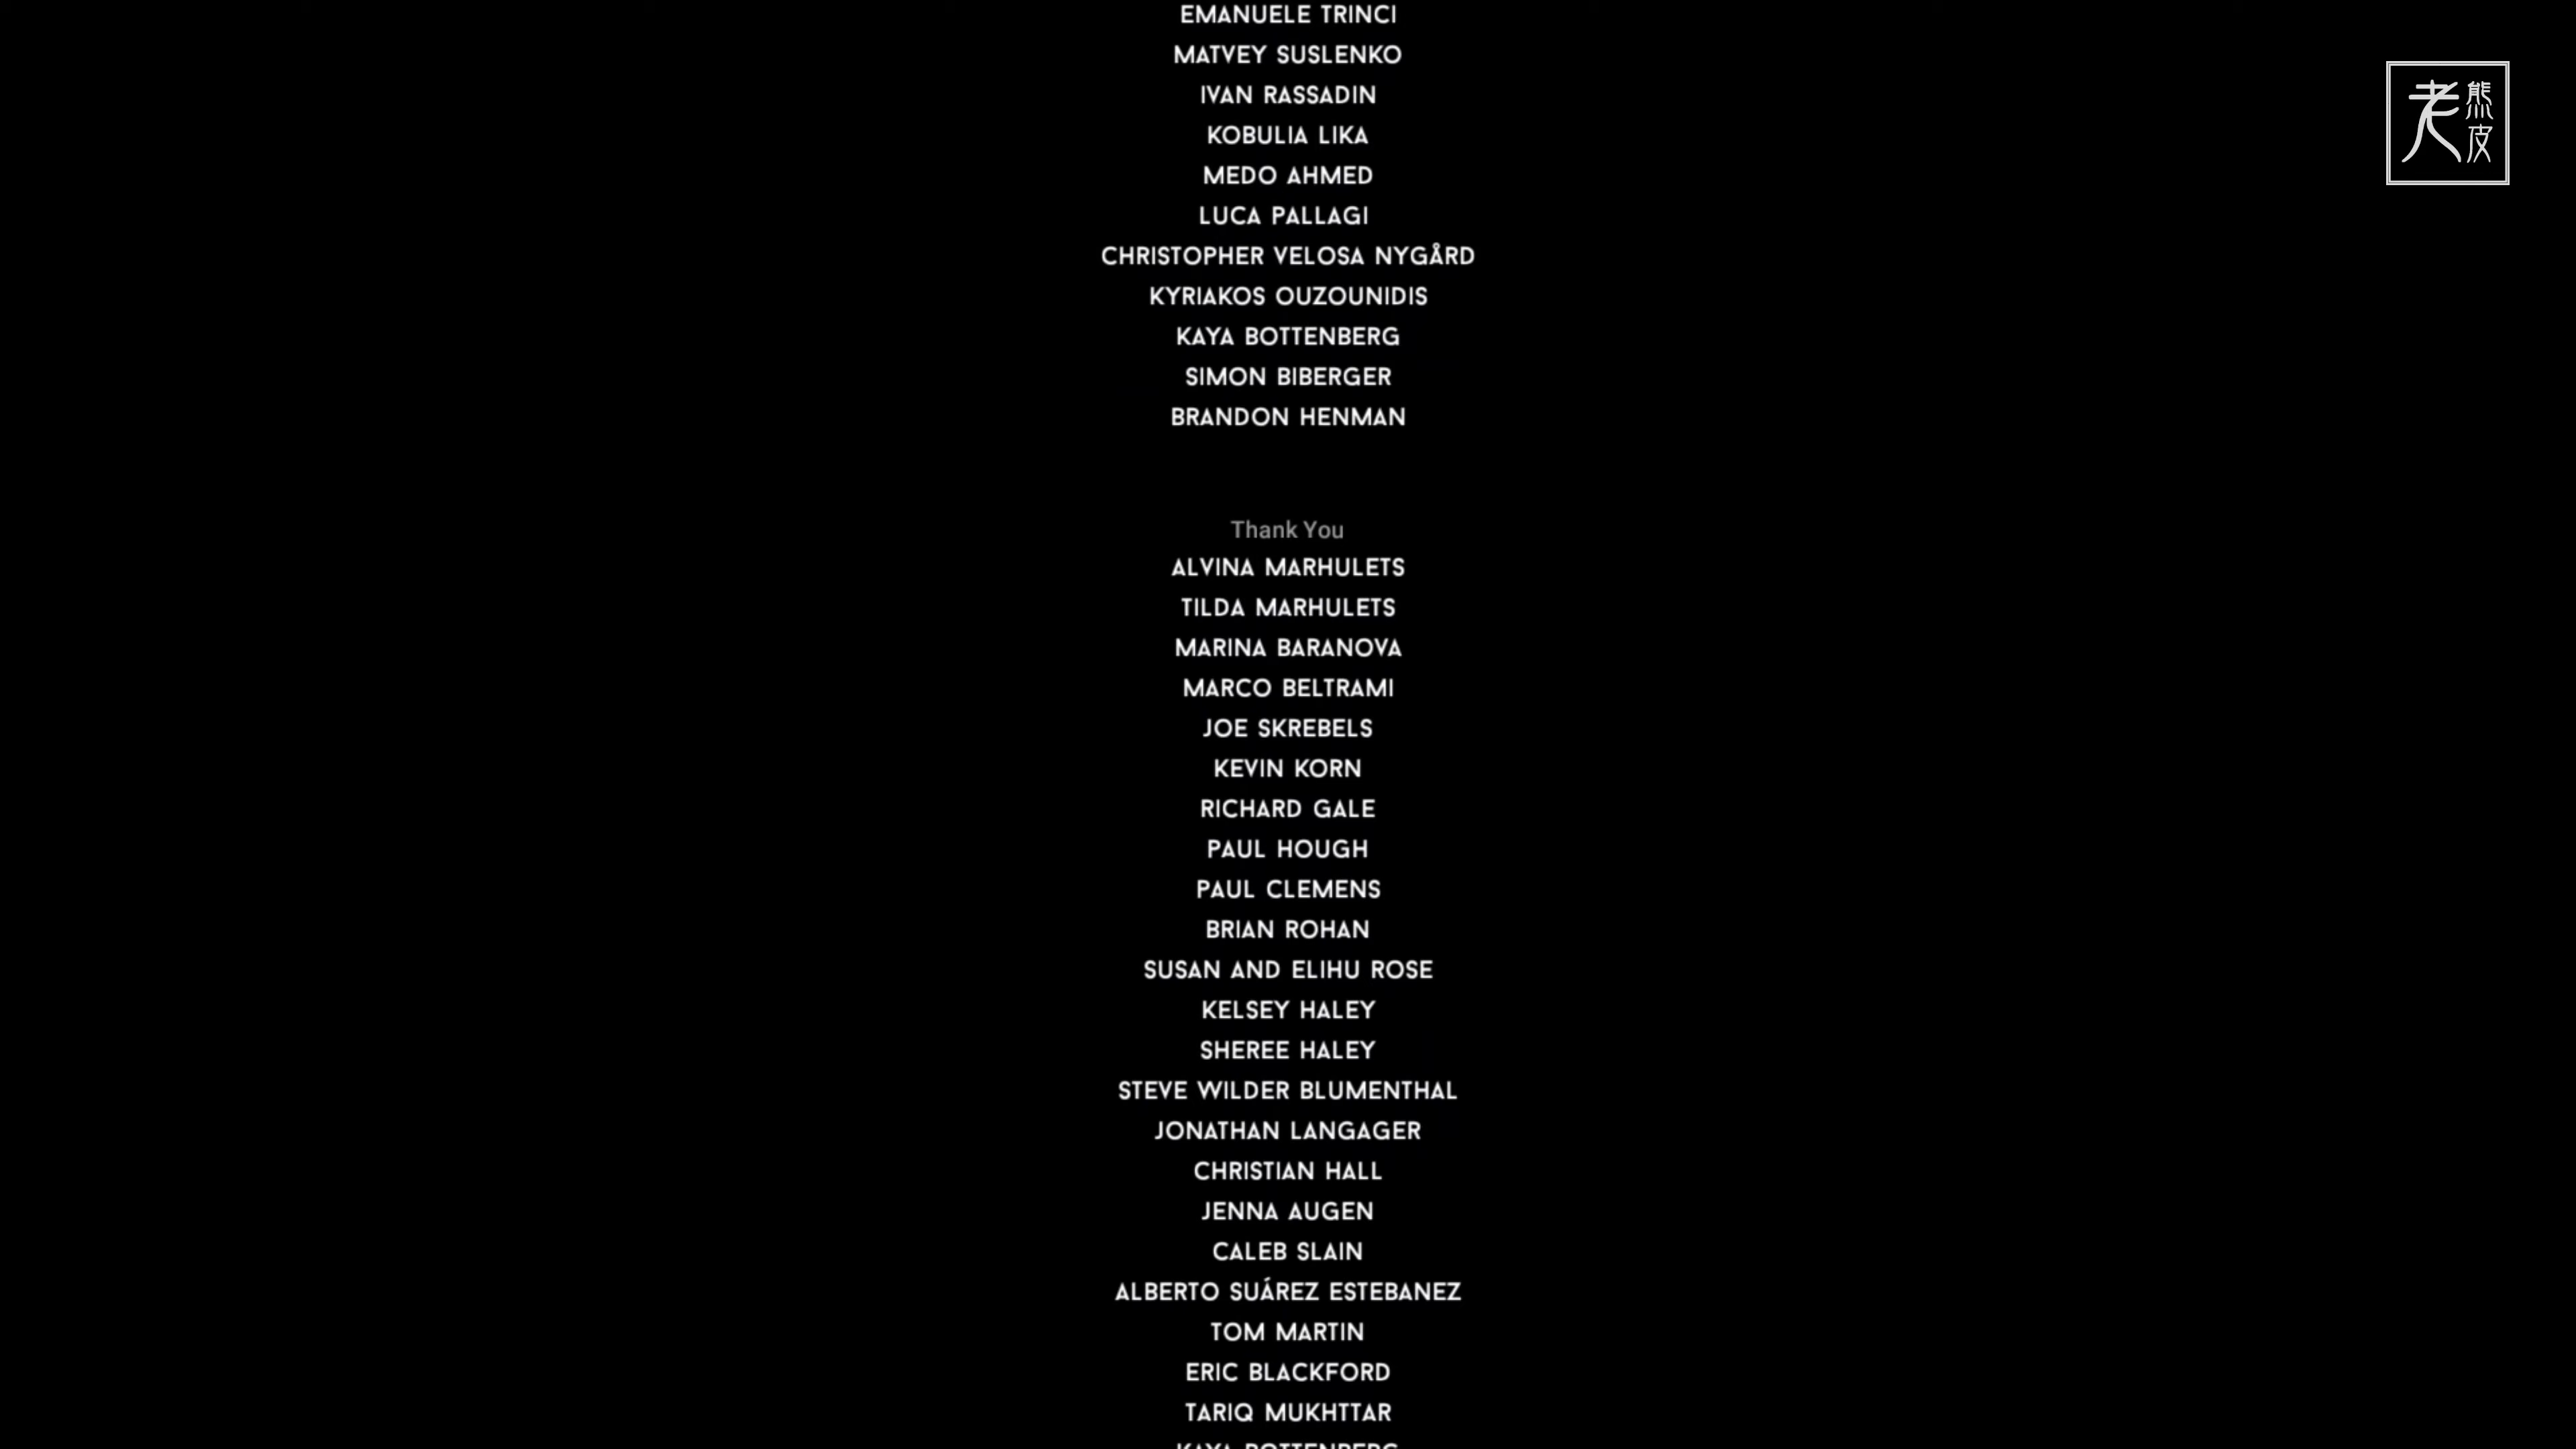 EMANUELE TRINCI
MATVEY SUSLENKO
IVAN RASSADIN
KOBULIA LIKA
MEDO AHMED
LUCA PALLAGI
CHRISTOPHER VELOSA NYGÅRD
KYRIAKOS OUZOUNIDIS
KAYA BOTTENBERG
SIMON BIBERGER
BRANDON HENMAN
Thank You
ALVINA MARHULETS
TILDA MARHULETS
MARINA BARANOVA
MARCO BELTRAMI
JOE SKREBELS
KEVIN KORN
RICHARD GALE
PAUL HOUGH
PAUL CLEMENS
BRIAN ROHAN
SUSAN AND ELIHU ROSE
KELSEY HALEY
SHEREE HALEY
STEVE WILDER BLUMENTHAL
JONATHAN LANGAGER
CHRISTIAN HALL
JENNA AUGEN
CALEB SLAIN
ALBERTO SUÁREZ ESTEBANEZ
TOM MARTIN
ERIC BLACKFORD
TARIQ MUKHTTAR
KAYA BOTTENBERG
老熊皮